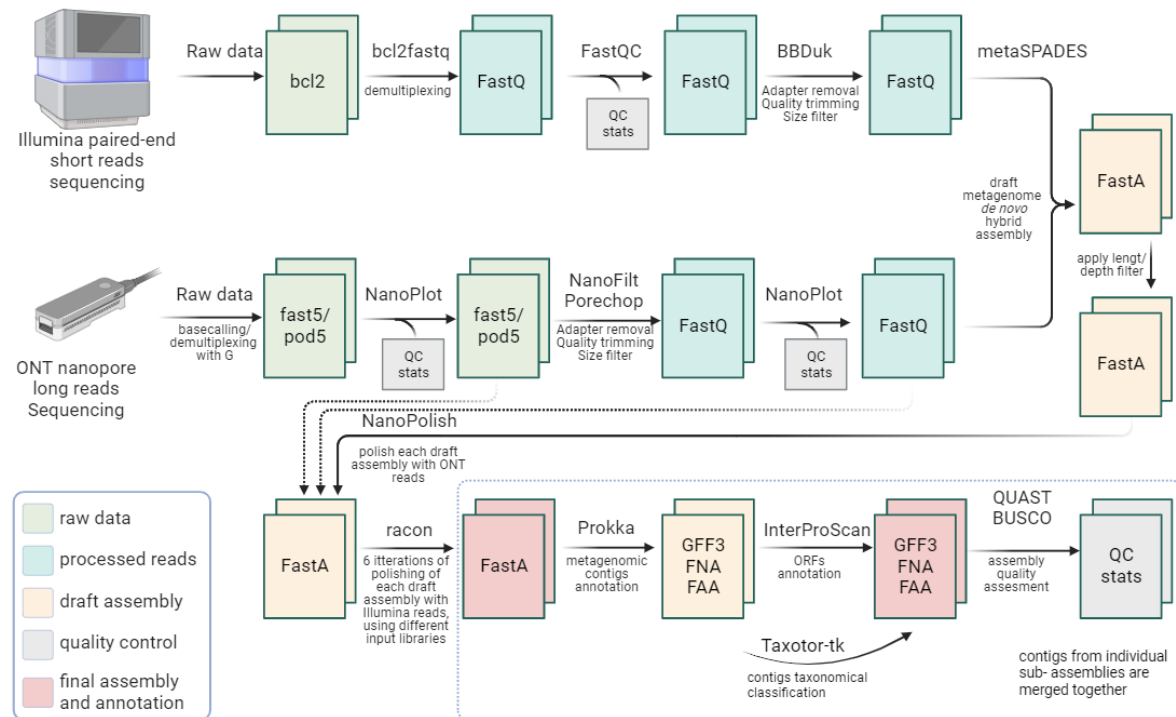 Raw data
bcl2
bcl2fastq
demultiplexing
FastQ
FastQC
QC
stats
FastQ
BBDuk
Adapter removal
Quality trimming
Size filter
FastQ
metaSPADES
Illumina paired-end
short reads
sequencing
draft
metagenome
de novo
hybrid
assembly
FastA
apply lengt/
depth filter
FastA
Raw data
basecalling/
demultiplexing
with G
fast5/
pod5
NanoPlot
QC
stats
fast5/
pod5
NanoFilt
Porechop
Adapter removal
Quality trimming
Size filter
FastQ
NanoPlot
QC
stats
FastQ
ONT nanopore
long reads
Sequencing
NanoPolish
polish each draft
assembly with ONT
reads
raw data
processed reads
draft assembly
quality control
final assembly
and annotation
FastA
racon
6 itterations of
polishing of
each draft
assembly with
Illumina reads,
using different
input libraries
FastA
Prokka
metagenomic
contigs
annotation
GFF3
FNA
FAA
InterProScan
ORFs
annotation
GFF3
FNA
FAA
QUAST
BUSCO
assembly
quality
assesment
QC
stats
Taxotor-tk
contigs taxonomical
classification
contigs from individual
sub- assemblies are
merged together